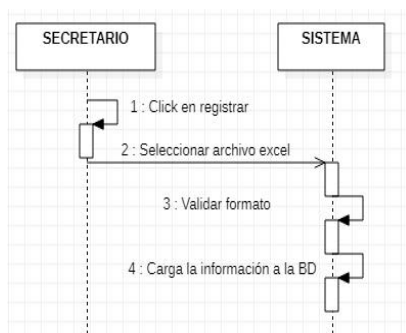 SECRETARIO
SISTEMA
1 : Click en registrar
2 : Seleccionar archivo excel
3 : Validar formato
4 : Carga la información a la BD